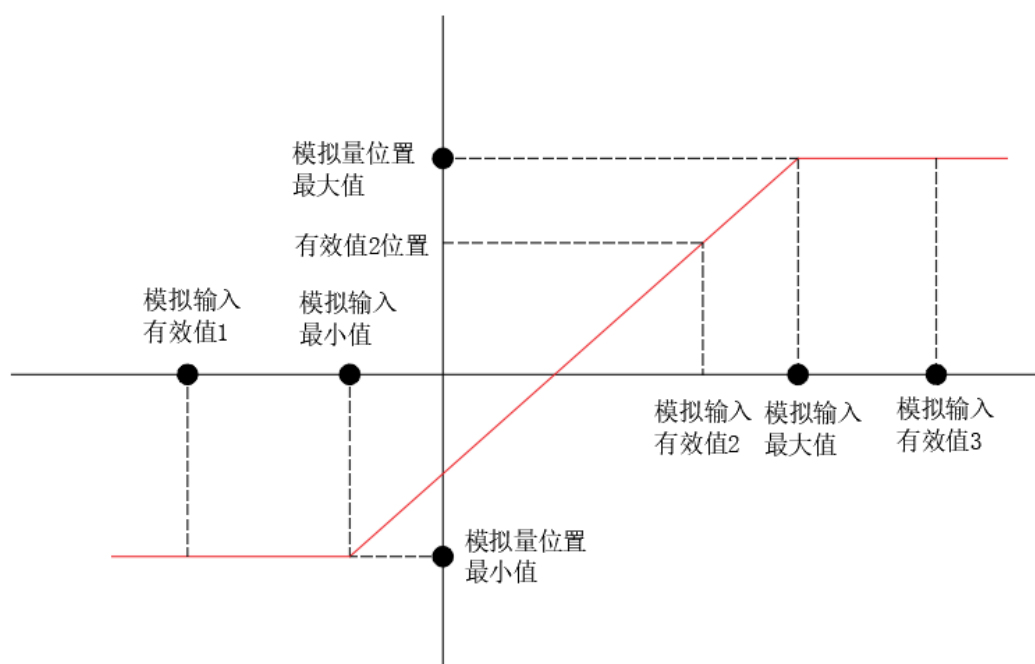 模拟量位置
最大值
有效值2位置
模拟输入
有效值1
模拟输入
最小值
模拟输入
有效值2
模拟输入
最大值
模拟输入
有效值3
模拟量位置
最小值